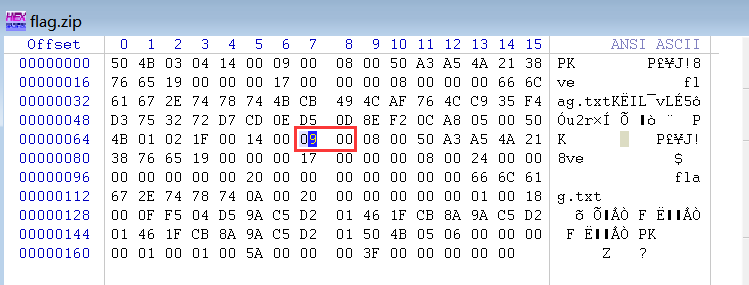 flag.zip
Offset 0 1 2 3 4 5 6 7 8 9 10 11 12 13 14 15 ANSI ASCII
00000000 50 4B 03 04 14 00 09 00 08 00 50 A3 A5 4A 21 38 PK P£¥J!8
00000016 76 65 19 00 00 00 17 00 00 00 08 00 00 00 66 6C ve fl
00000032 61 67 2E 74 78 74 4B CB 49 4C AF 76 4C C9 35 F4 ag.txtKËIL¯vLÉ5ô
00000048 D3 75 32 72 D7 CD 0E D5 0D 8E F2 0C A8 05 00 50 Óu2r×Í Õ ò ¨ P
00000064 4B 01 02 1F 00 14 00 09 00 08 00 50 A3 A5 4A 21 K P£¥J!
00000080 38 76 65 19 00 00 00 17 00 00 00 08 00 24 00 00 8ve $
00000096 00 00 00 00 00 20 00 00 00 00 00 00 00 66 6C 61 fla
00000112 67 2E 74 78 74 0A 00 20 00 00 00 00 00 01 00 18 g.txt
00000128 00 0F F5 04 D5 9A C5 D2 01 46 1F CB 8A 9A C5 D2 õ ÕÅÒ F ËÅÒ
00000144 01 46 1F CB 8A 9A C5 D2 01 50 4B 05 06 00 00 00 F ËÅÒ PK
00000160 00 01 00 01 00 5A 00 00 00 3F 00 00 00 00 00 Z ?